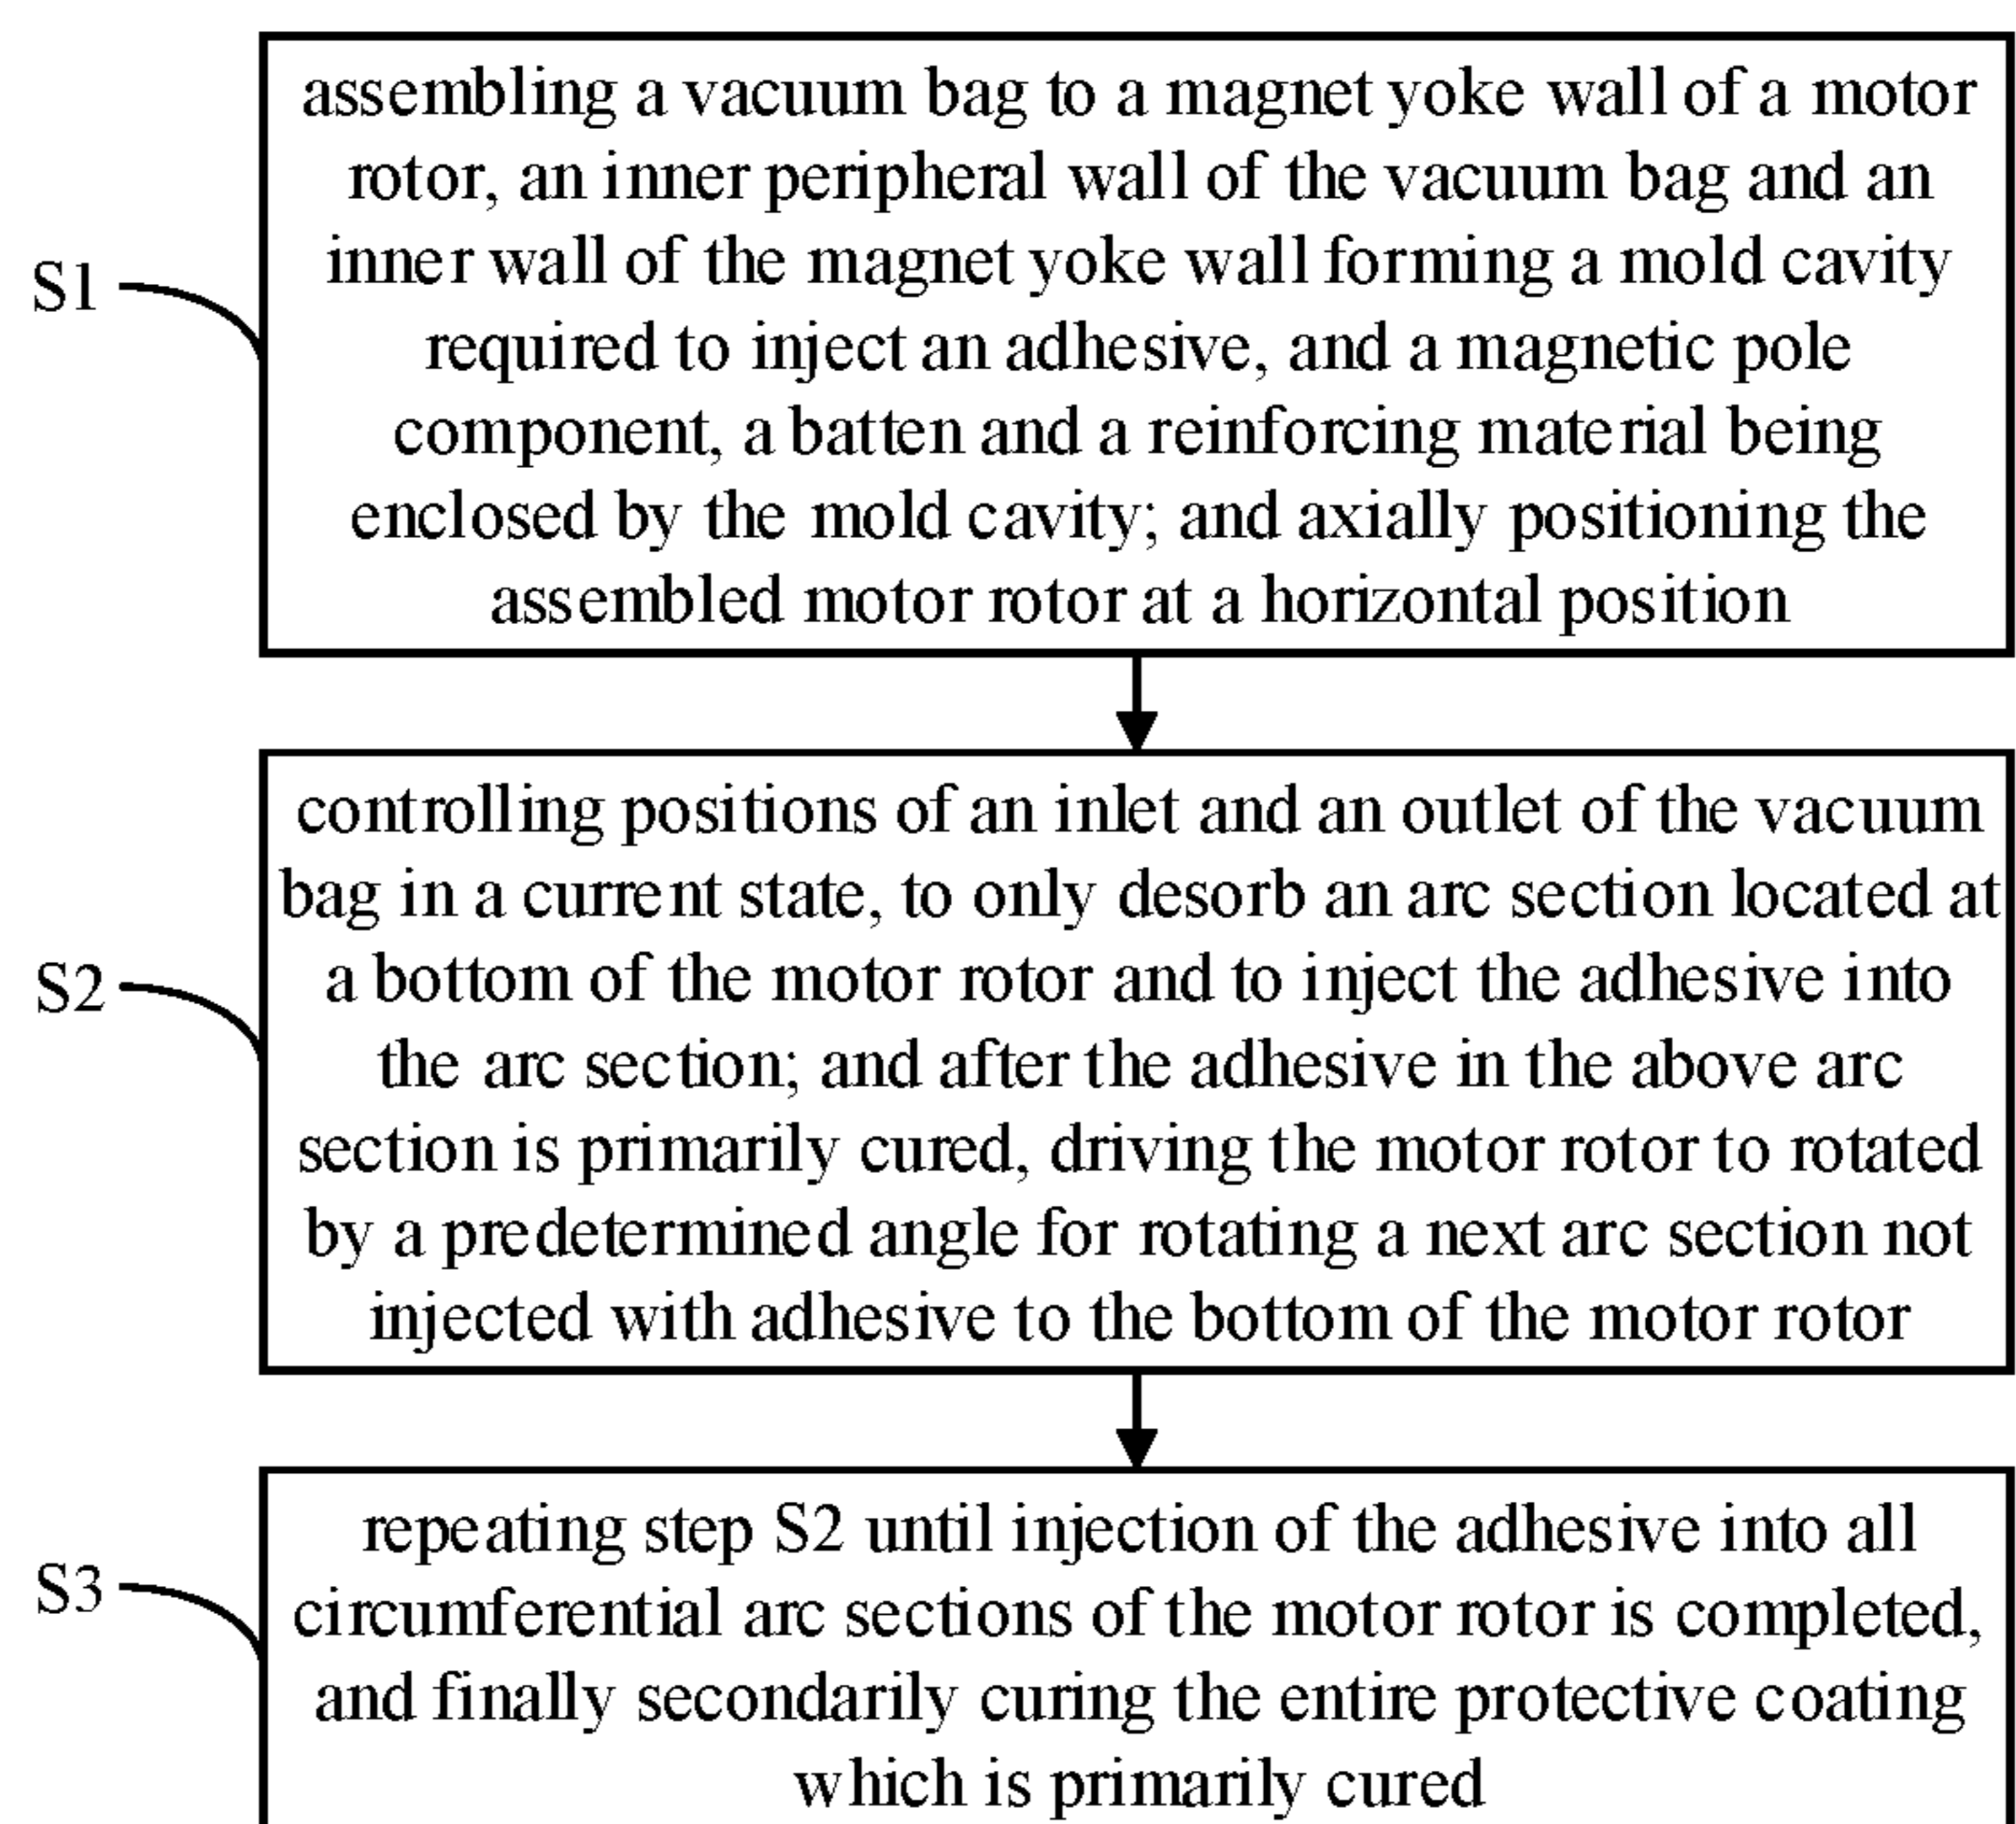 assembling a vacuum bag to a magnet yoke wall of a motor
rotor, an inner peripheral wall of the vacuum bag and an
inner wall of the magnet yoke wall forming a mold cavity
S1
required to inject an adhesive, and a magnetic pole
component, a batten and a reinforcing material being
enclosed by the mold cavity; and axially positioning the
assembled motor rotor at a horizontal position
controlling positions of an inlet and an outlet of the vacuum
bag in a current state, to only desorb an arc section located at
a bottom of the motor rotor and to inject the adhesive into
S2
the arc section; and after the adhesive in the above arc
section is primarily cured, driving the motor rotor to rotated
by a predetermined angle for rotating a next arc section not
injected with adhesive to the bottom of the motor rotor
repeating step S2 until injection of the adhesive into all
S3
circumferential arc sections of the motor rotor is completed,
and finally secondarily curing the entire protective coating
which is primarily cured